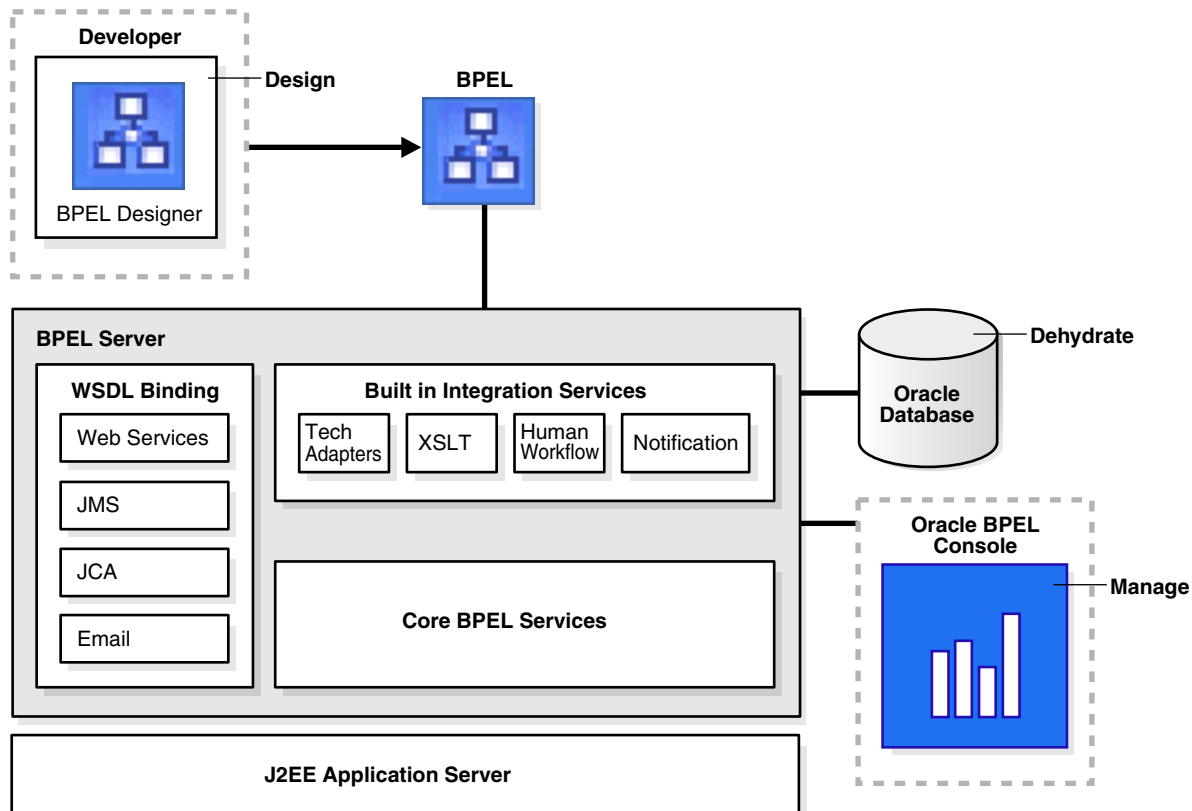 Developer
Design
BPEL Designer
BPEL
BPEL Server
WSDL Binding
Web Services
JMS
JCA
Email
Built in Integration Services
Tech
Adapters
XSLT
Human
Workflow
Notification
Core BPEL Services
Dehydrate
Oracle
Database
Oracle BPEL
Console
Manage
J2EE Application Server